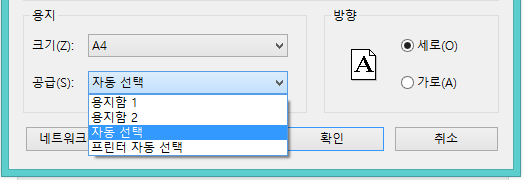 용지
방향
크기(Z):
A4
세로(O)
A
공급(S):
자동 선택
가로(A)
용지함 1
용지함 2
자동 선택
프린터 자동 선택
네트워크
확인
취소